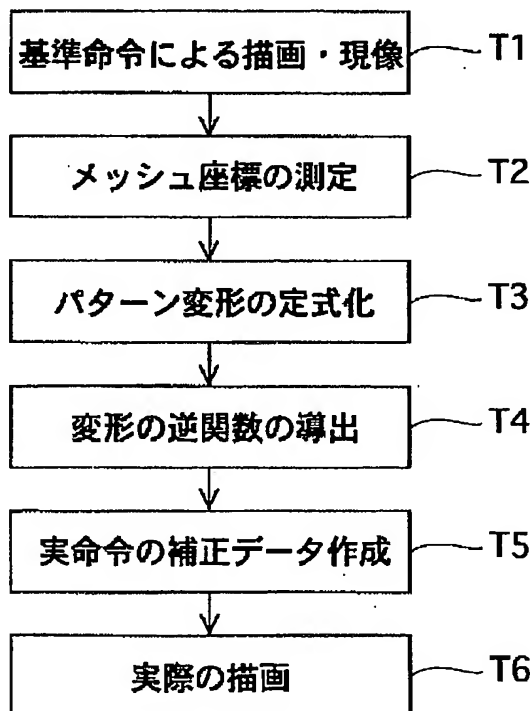 基準命令による描画・現像 T1
メッシュ座標の測定 T2
パターン変形の定式化 T3
変形の逆関数の導出 T4
実命令の補正データ作成 T5
実際の描画 T6